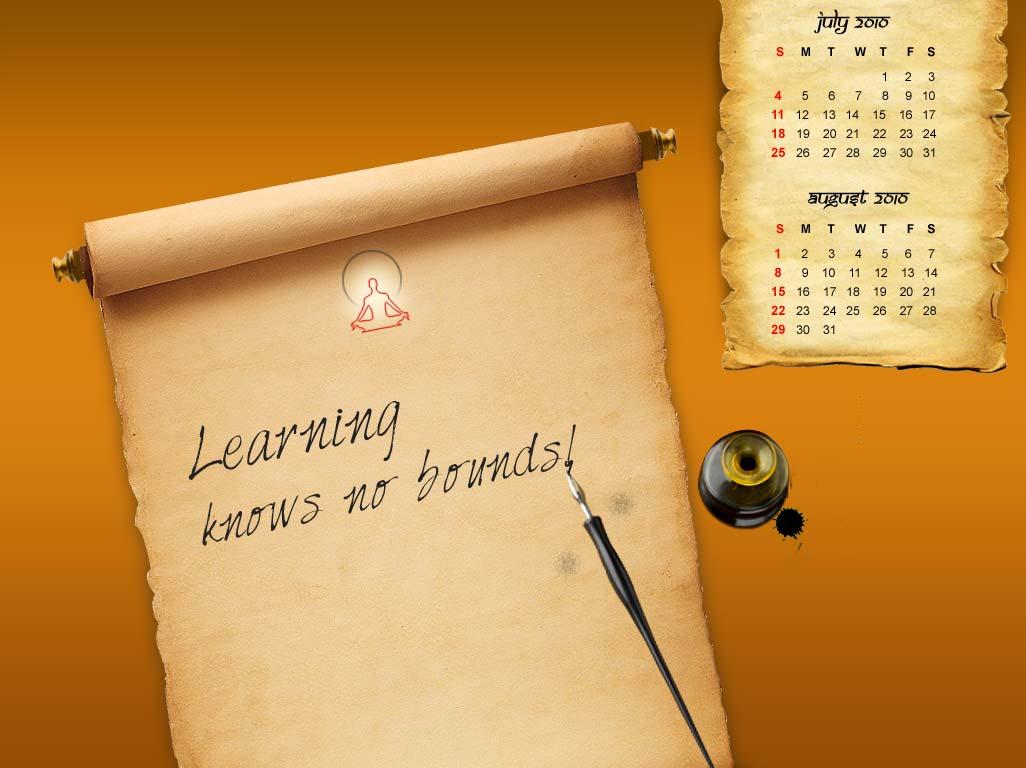 Learning
knows no bounds!
July 2010
S M T W T F S
1 2 3
4 5 6 7 8 9 10
11 12 13 14 15 16 17
18 19 20 21 22 23 24
25 26 27 28 29 30 31
August 2010
S M T W T F S
1 2 3 4 5 6 7
8 9 10 11 12 13 14
15 16 17 18 19 20 21
22 23 24 25 26 27 28
29 30 31